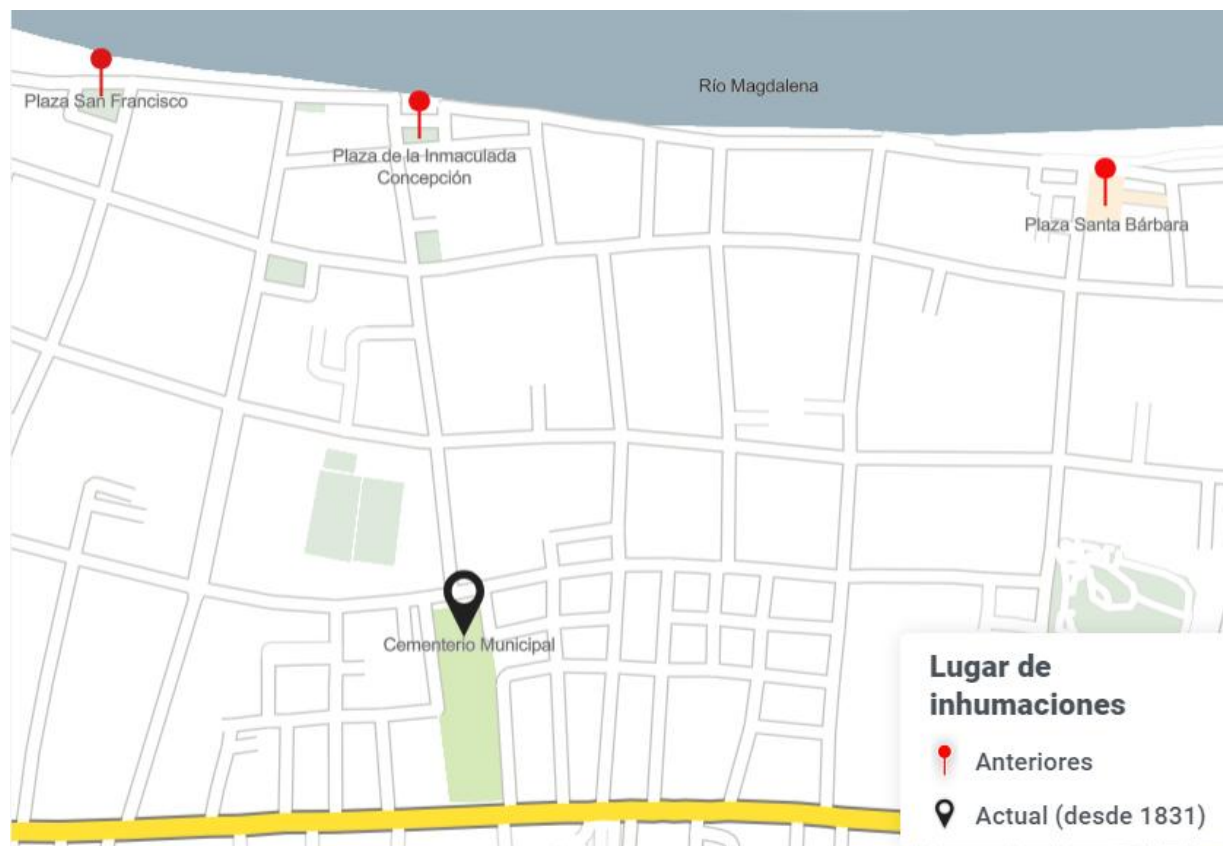 Río Magdalena
Plaza San Francisco
Plaza de la Inmaculada
Concepción
Plaza Santa Bárbara
Cementerio Municipal
Lugar de
inhumaciones
Anteriores
Actual (desde 1831)